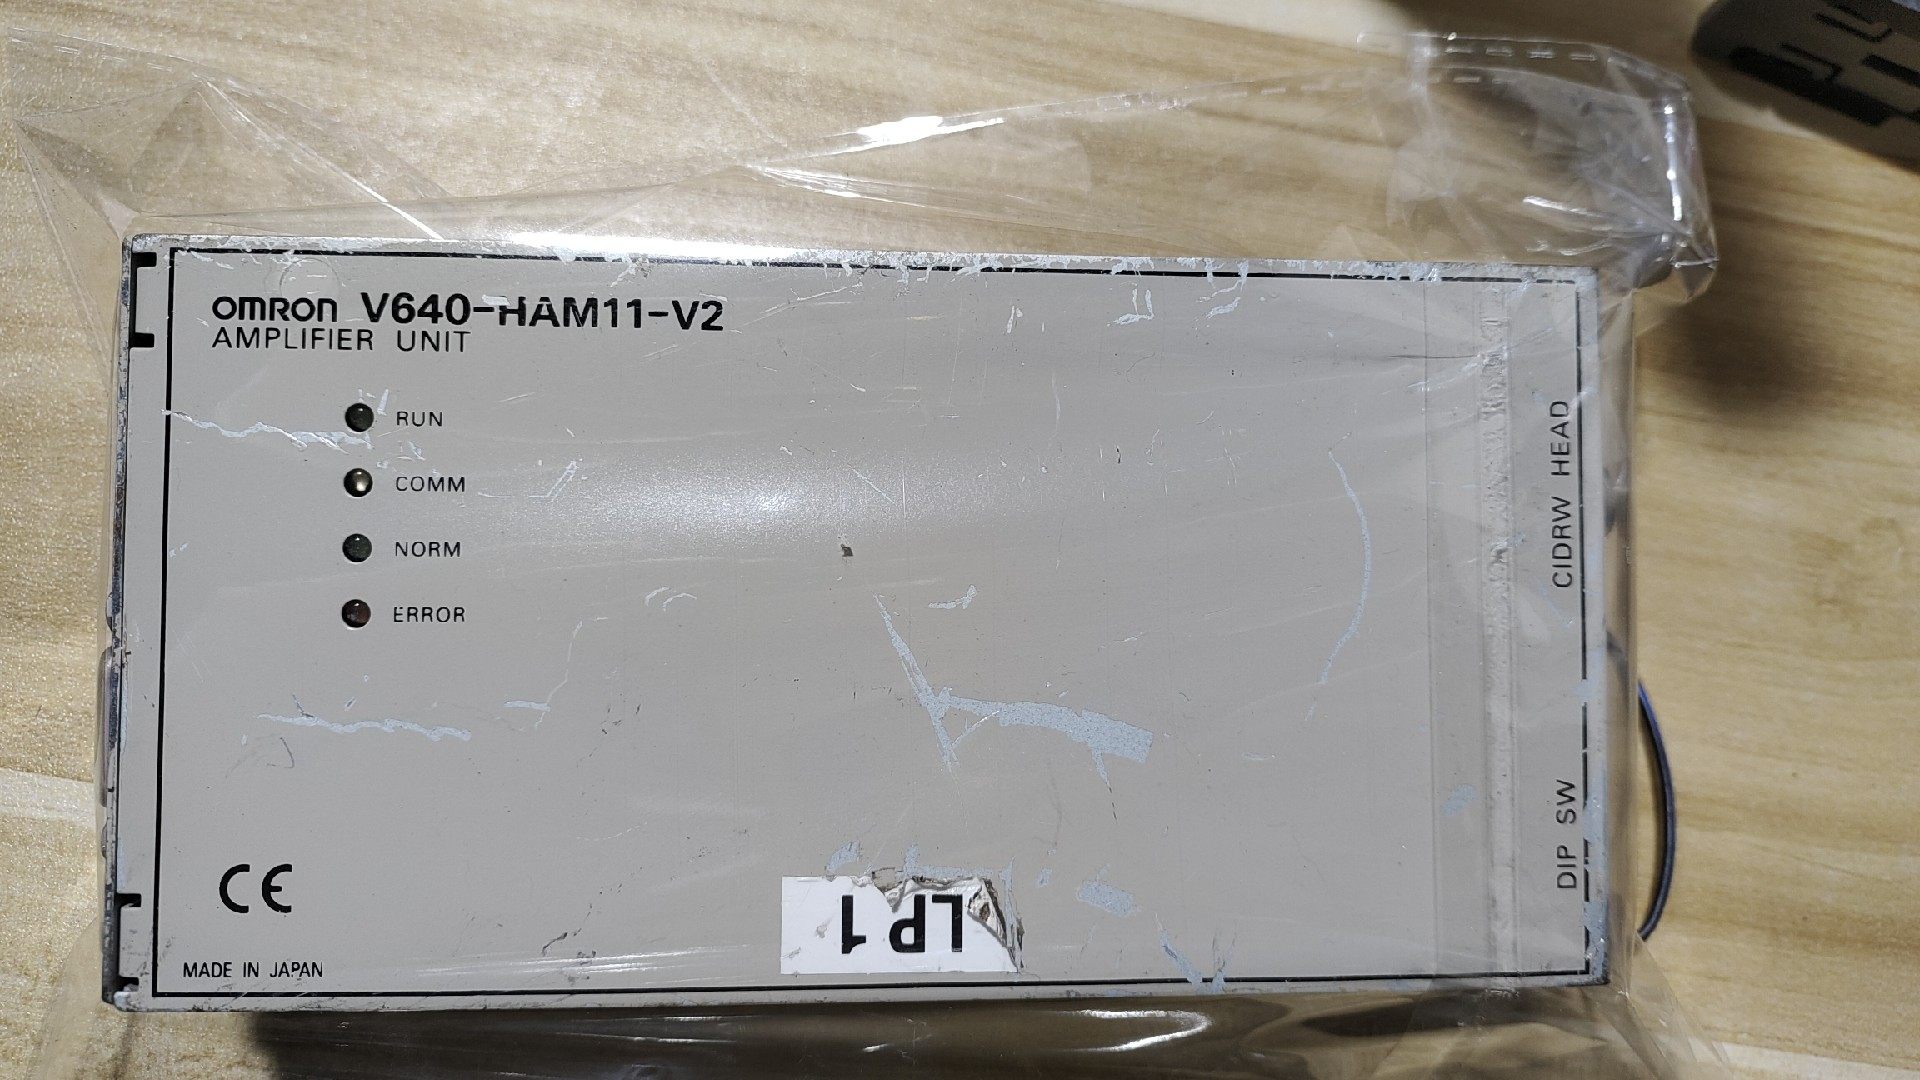 omron V640-HAM11-V2
AMPLIFIER UNIT
RUN
COMM
NORM
ERROR
CIDRW HEAD
DIP SW
CE
LP1
MADE IN JAPAN